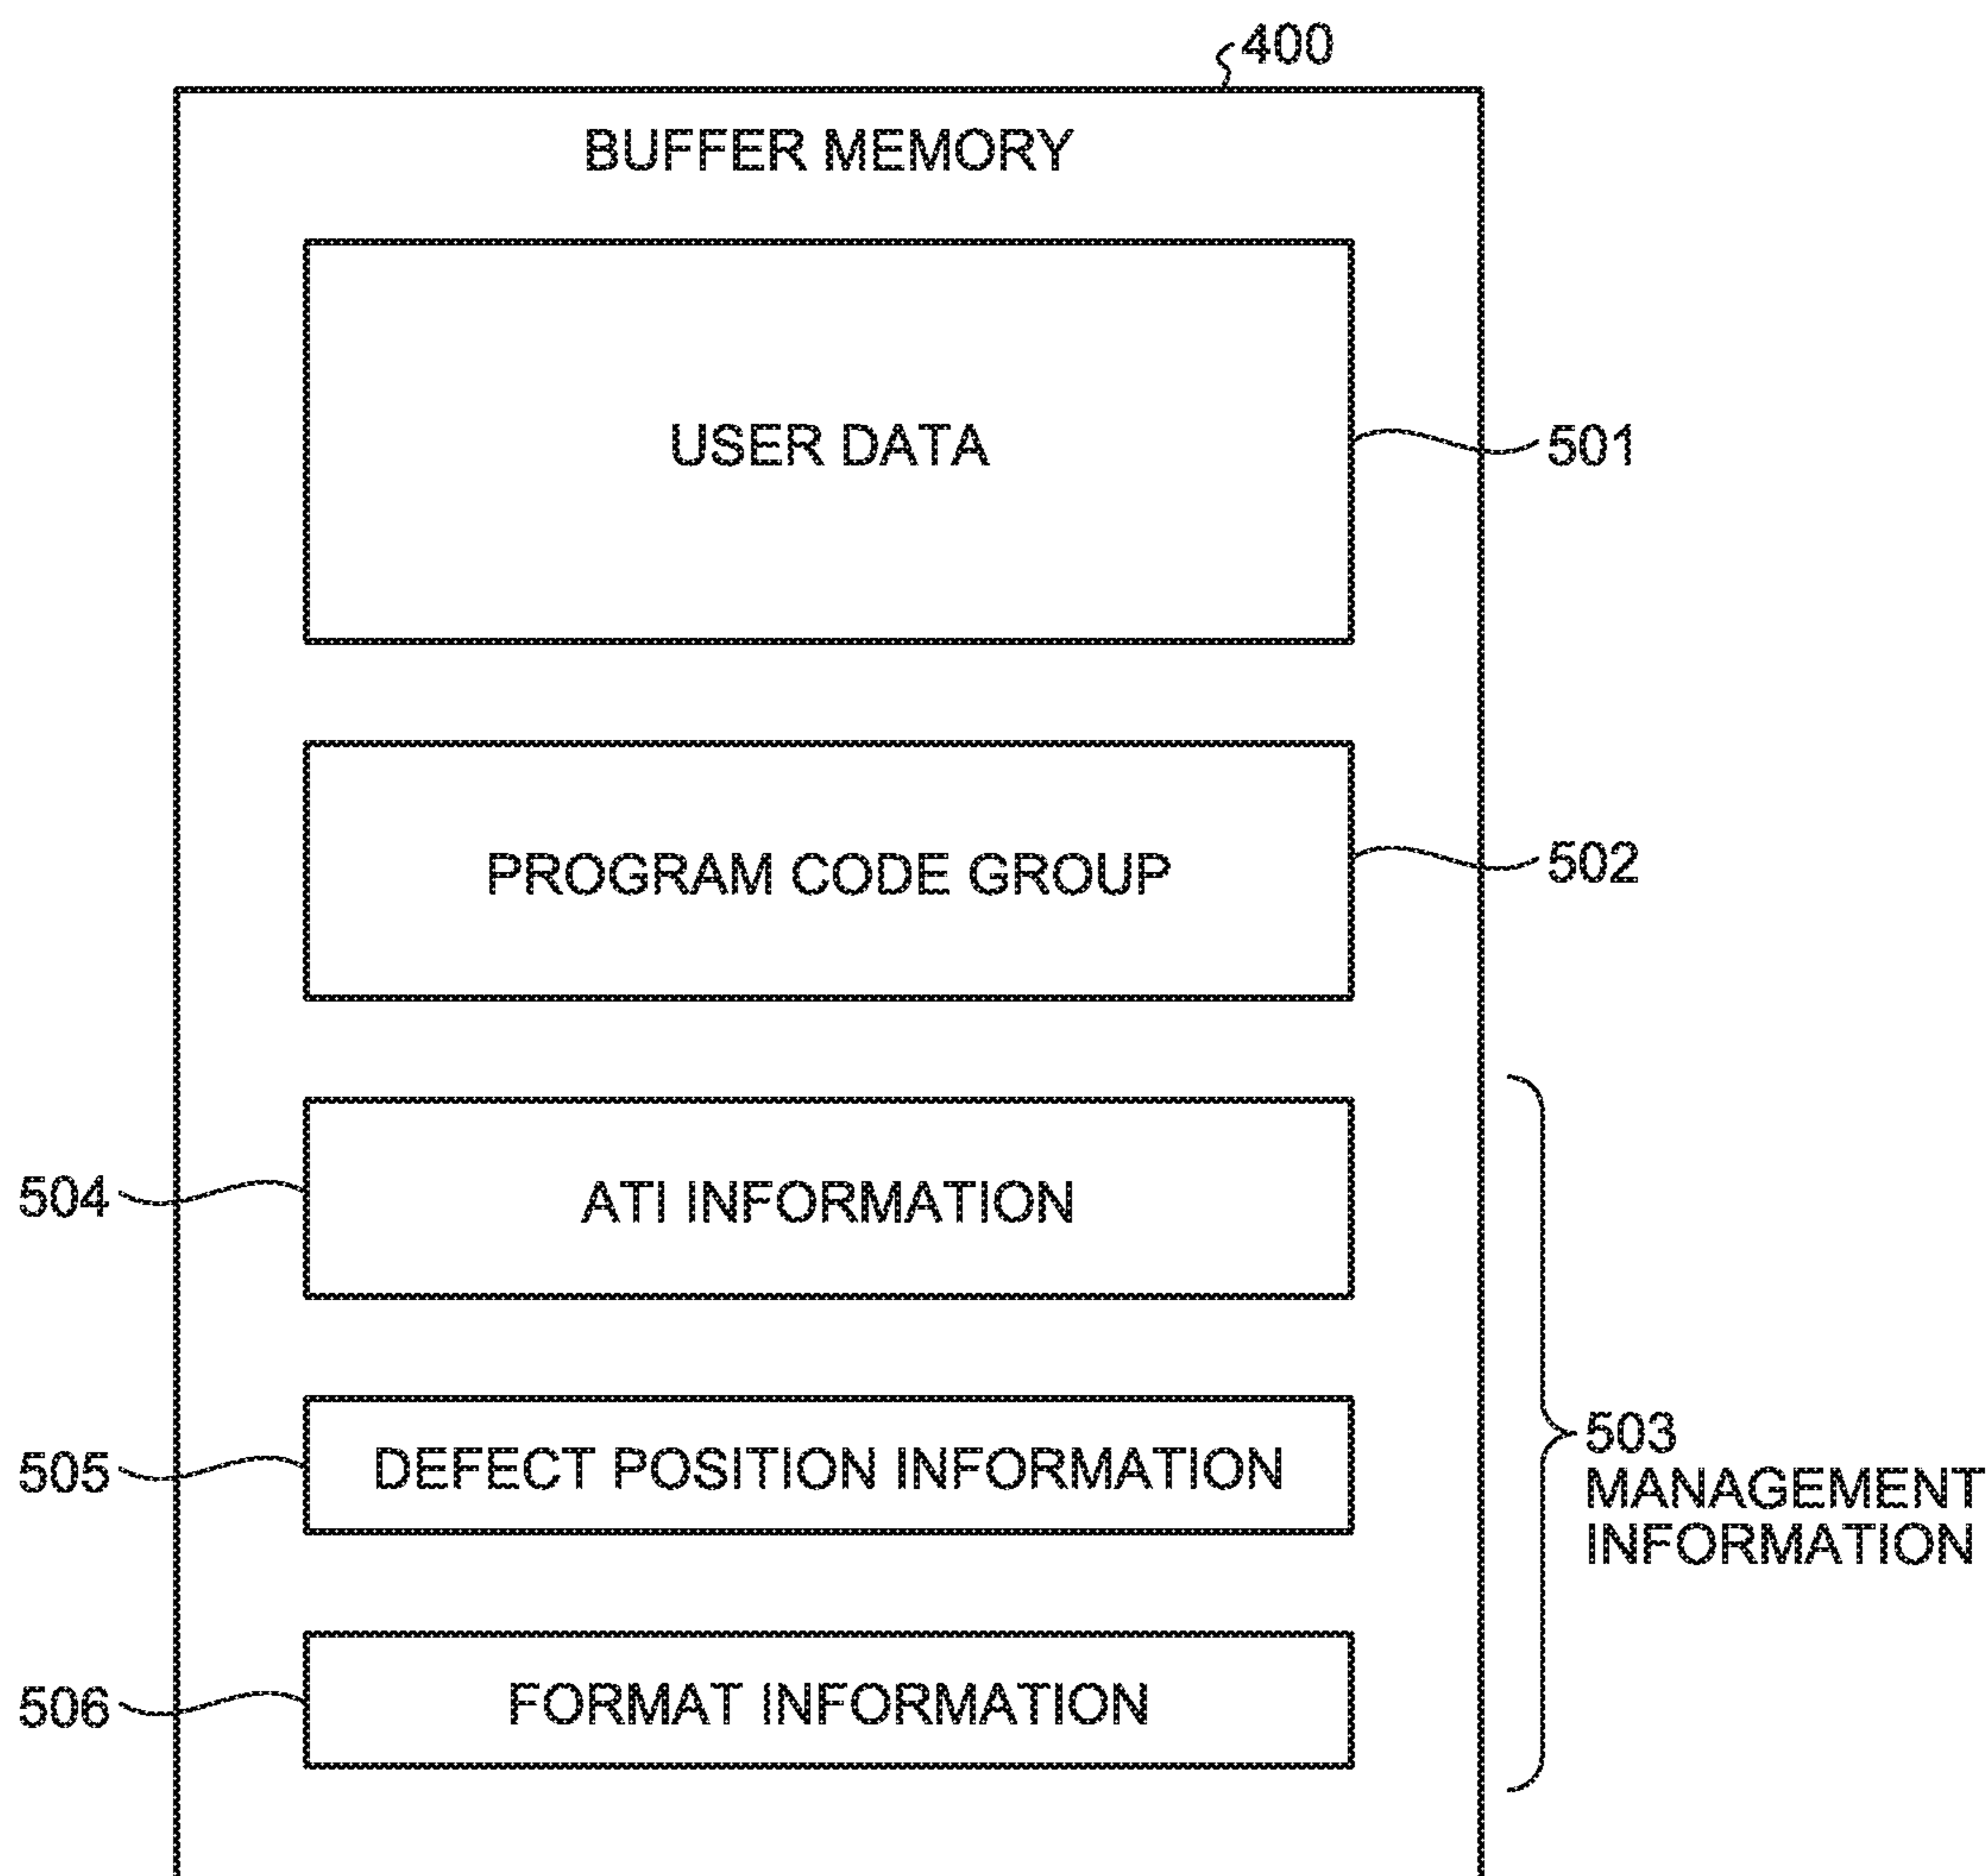 400
BUFFER MEMORY
USER DATA
501
PROGRAM CODE GROUP
502
504
ATI INFORMATION
505
DEFECT POSITION INFORMATION
503
MANAGEMENT
INFORMATION
506
FORMAT INFORMATION